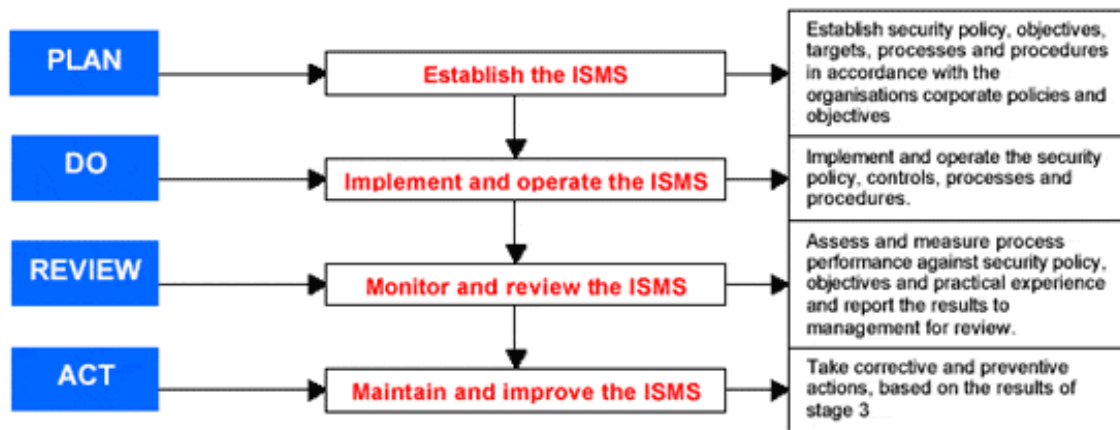 PLAN
Establish the ISMS
Establish security policy, objectives,
targets, processes and procedures
in accordance with the
organisations corporate policies and
objectives
DO
Implement and operate the ISMS
Implement and operate the security
policy, controls, processes and
procedures.
REVIEW
Monitor and review the ISMS
Assess and measure process
performance against security policy,
objectives and practical experience
and report the results to
management for review.
ACT
Maintain and improve the ISMS
Take corrective and preventive
actions, based on the results of
stage 3